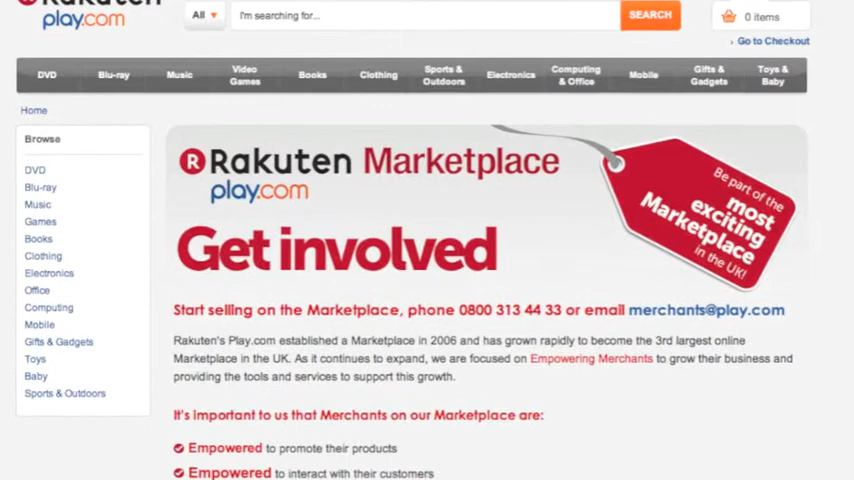 Rakuten
play.com
All
I'm searching for...
SEARCH
0 items
Go to Checkout
DVD
Blu-ray
Music
Video Games
Books
Clothing
Sports & Outdoors
Electronics
Computing & Office
Mobile
Gifts & Gadgets
Toys & Baby
Home
Browse
DVD
Blu-ray
Music
Games
Books
Clothing
Electronics
Office
Computing
Mobile
Gifts & Gadgets
Toys
Baby
Sports & Outdoors
R Rakuten Marketplace
play.com
Be part of the
most
exciting
Marketplace
in the UK!
Get involved
Start selling on the Marketplace, phone 0800 313 44 33 or email merchants@play.com
Rakuten's Play.com established a Marketplace in 2006 and has grown rapidly to become the 3rd largest online
Marketplace in the UK. As it continues to expand, we are focused on Empowering Merchants to grow their business and
providing the tools and services to support this growth.
It's important to us that Merchants on our Marketplace are:
Empowered to promote their products
Empowered to interact with their customers